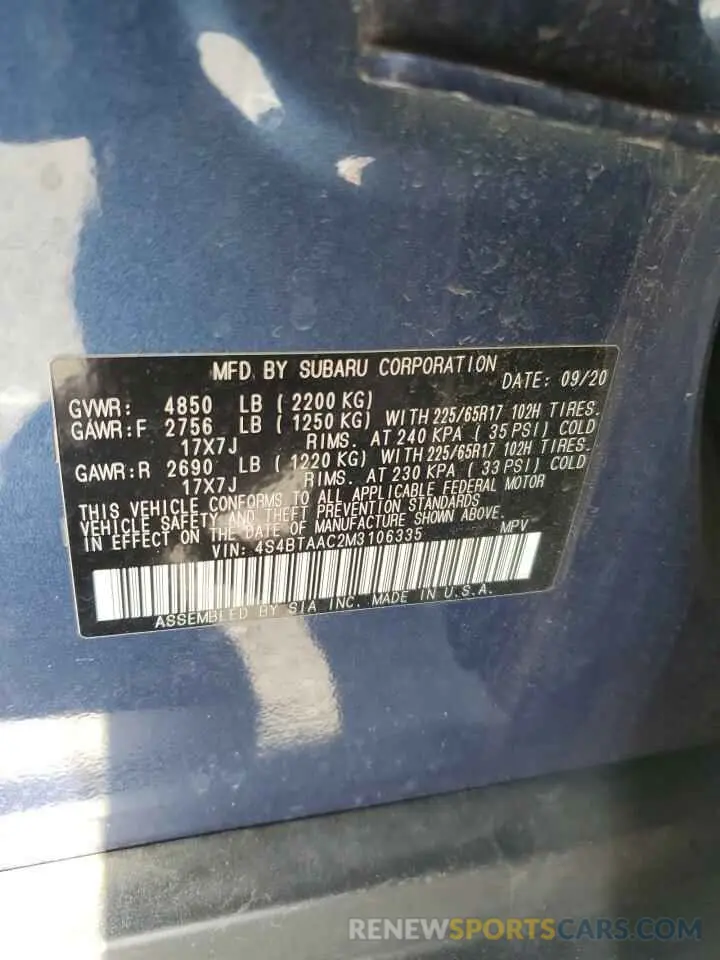 MFD BY SUBARU CORPORATION
DATE: 09/20
GVWR: 4850 LB ( 2200 KG)
GAWR:F 2756 LB ( 1250 KG) WITH 225/65R17 102H TIRES.
17X7J RIMS. AT 240 KPA ( 35 PSI) COLD
GAWR:R 2690 LB ( 1220 KG) WITH 225/65R17 102H TIRES.
17X7J RIMS. AT 230 KPA ( 33 PSI) COLD
THIS VEHICLE CONFORMS TO ALL APPLICABLE FEDERAL MOTOR
VEHICLE SAFETY AND THEFT PREVENTION STANDARDS
IN EFFECT ON DATE OF MANUFACTURE SHOWN ABOVE.
VIN: 4S4BTAAC2M3106335 MPV
ASSEMBLED BY SIA INC. MADE IN U.S.A.
RENEWSPORTSCARS.COM